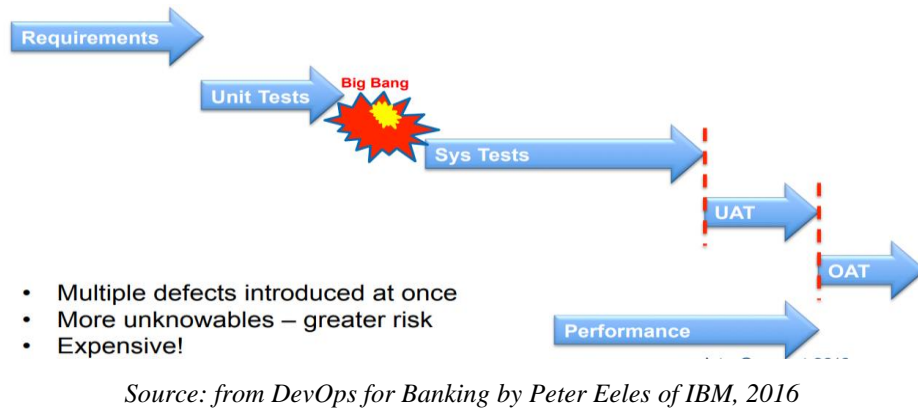 Requirements
Unit Tests
Big Bang
Sys Tests
UAT
OAT
• Multiple defects introduced at once
• More unknowables – greater risk
• Expensive!
Performance
Source: from DevOps for Banking by Peter Eeles of IBM, 2016